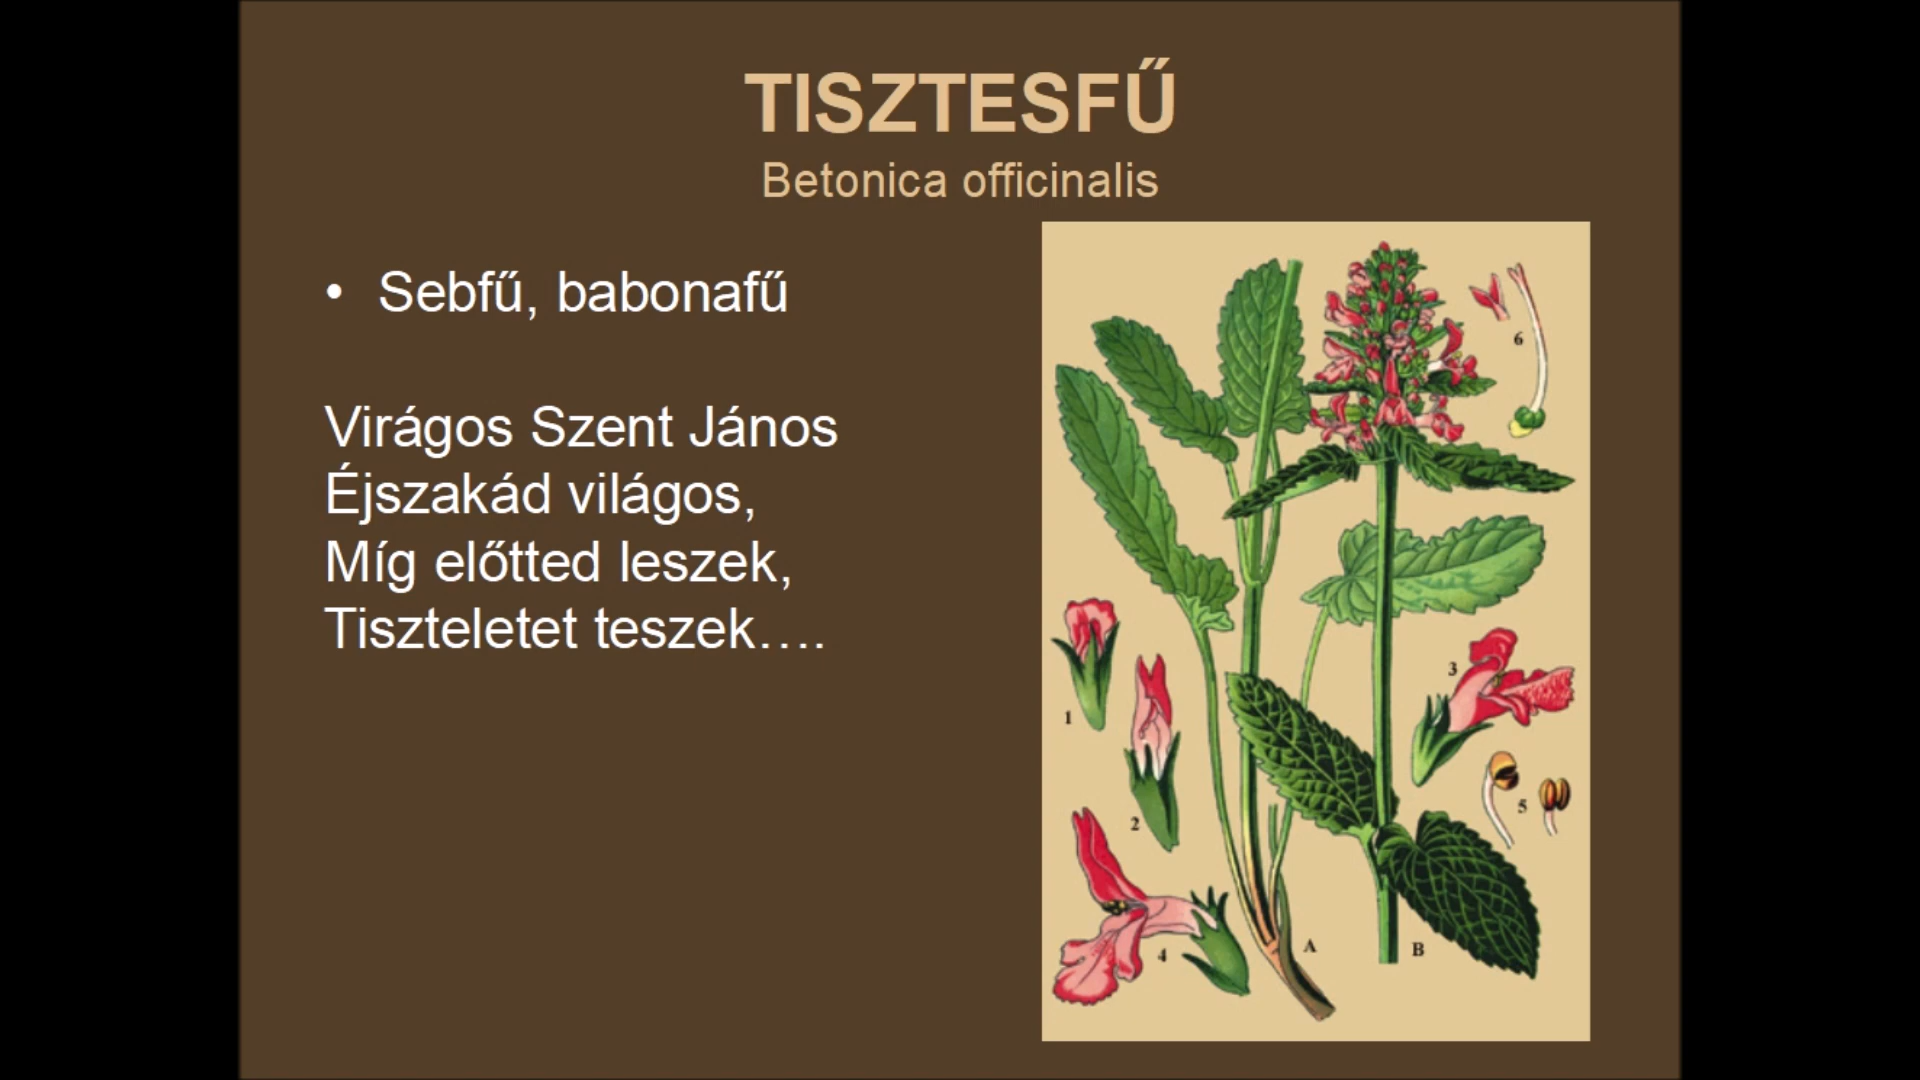 TISZTESFŰ
Betonica officinalis
• Sebfű, babonafű
Virágos Szent János
Éjszakád világos,
Míg előtted leszek,
Tiszteletet teszek….
6
1
3
2
5
4
A
B